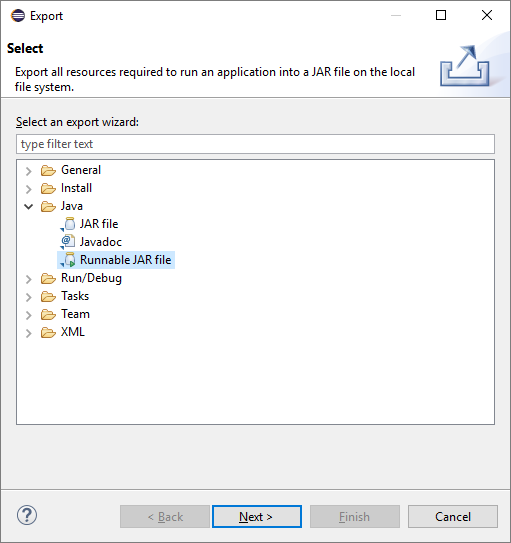 Export
Select
Export all resources required to run an application into a JAR file on the local
file system.
Select an export wizard:
type filter text
General
Install
Java
JAR file
Javadoc
Runnable JAR file
Run/Debug
Tasks
Team
XML
< Back
Next >
Finish
Cancel